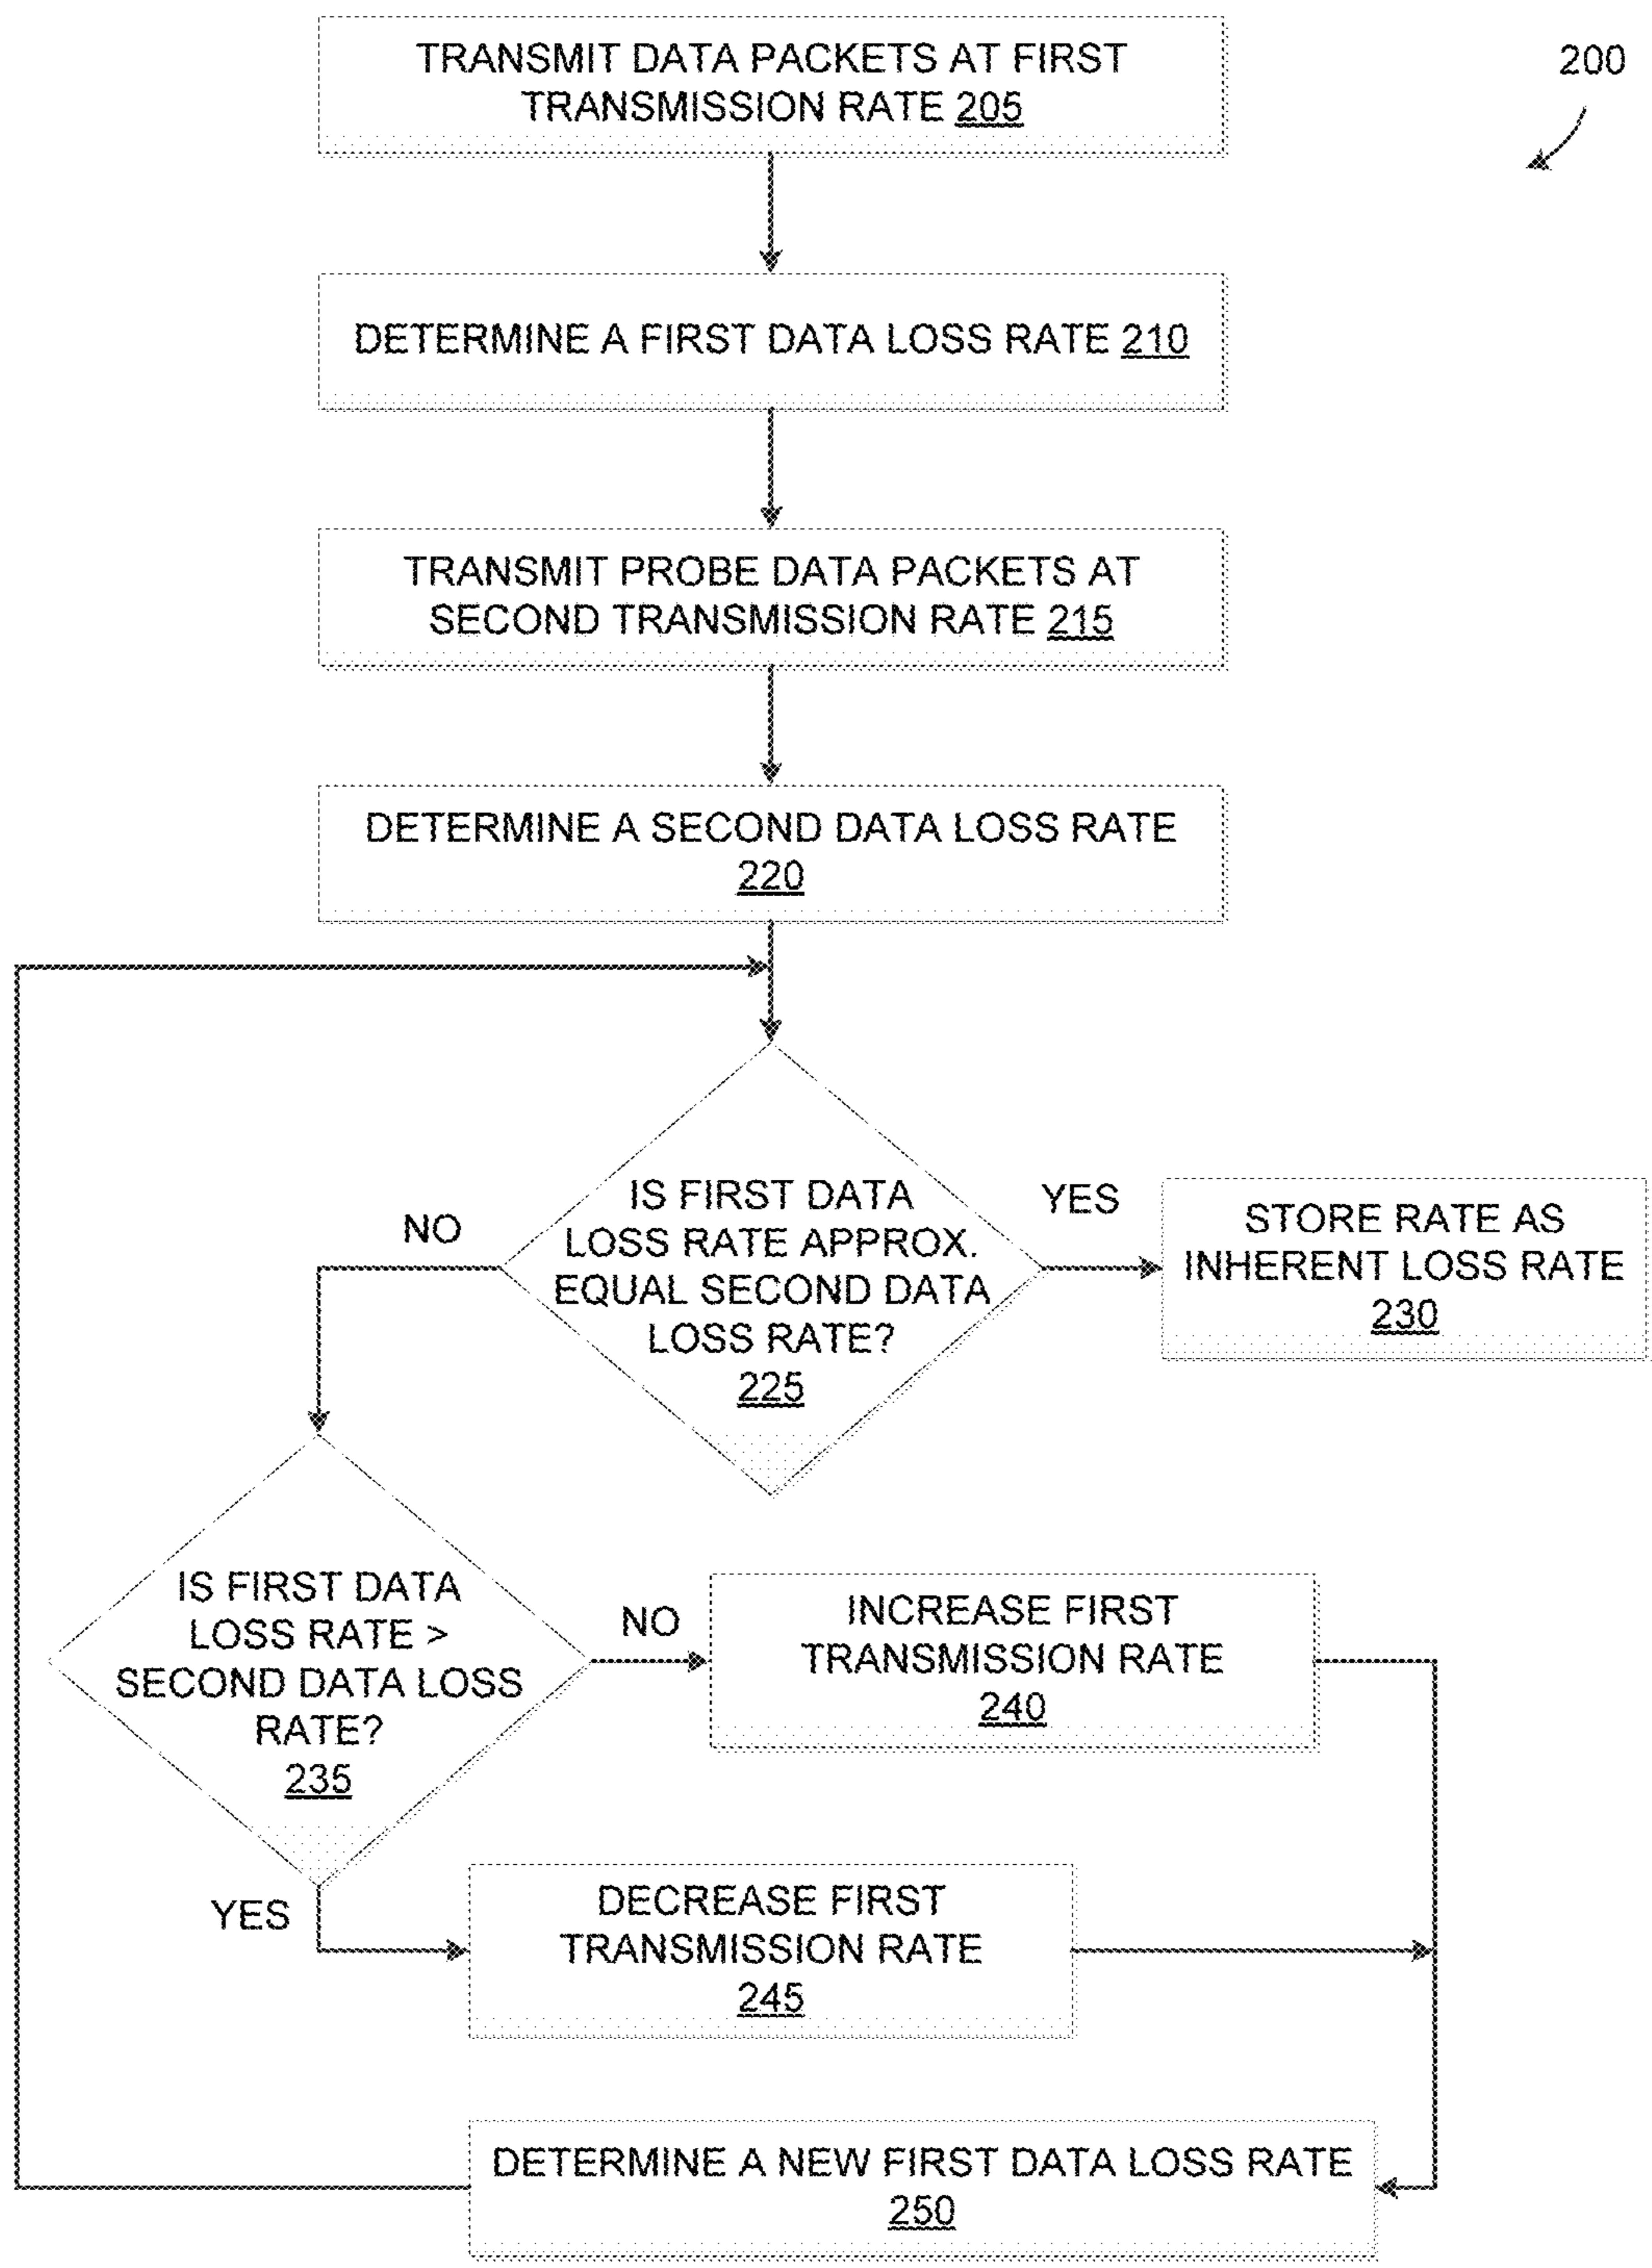 TRANSMIT DATA PACKETS AT FIRST
TRANSMISSION RATE 205
200
DETERMINE A FIRST DATA LOSS RATE 210
TRANSMIT PROBE DATA PACKETS AT
SECOND TRANSMISSION RATE 215
DETERMINE A SECOND DATA LOSS RATE
220
IS FIRST DATA
LOSS RATE APPROX.
EQUAL SECOND DATA
LOSS RATE?
225
YES
STORE RATE AS
INHERENT LOSS RATE
230
NO
IS FIRST DATA
LOSS RATE >
SECOND DATA LOSS
RATE?
235
NO
INCREASE FIRST
TRANSMISSION RATE
240
YES
DECREASE FIRST
TRANSMISSION RATE
245
DETERMINE A NEW FIRST DATA LOSS RATE
250